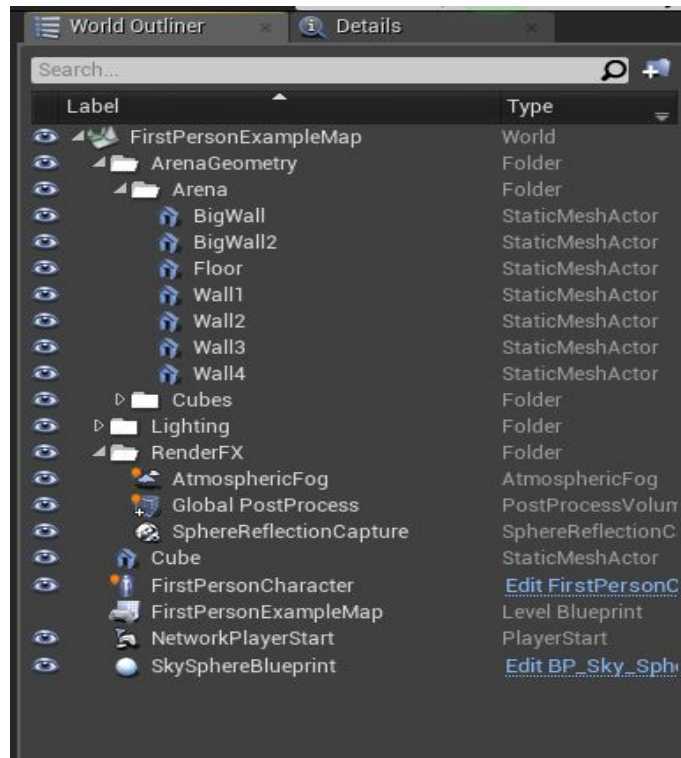 World Outliner Details
Search...
Label Type
FirstPersonExampleMap World
ArenaGeometry Folder
Arena Folder
BigWall StaticMeshActor
BigWall2 StaticMeshActor
Floor StaticMeshActor
Wall1 StaticMeshActor
Wall2 StaticMeshActor
Wall3 StaticMeshActor
Wall4 StaticMeshActor
Cubes Folder
Lighting Folder
RenderFX Folder
AtmosphericFog AtmosphericFog
Global PostProcess PostProcessVolum
SphereReflectionCapture SphereReflectionC
Cube StaticMeshActor
FirstPersonCharacter Edit FirstPersonC
FirstPersonExampleMap Level Blueprint
NetworkPlayerStart PlayerStart
SkySphereBlueprint Edit BP_Sky_Sph